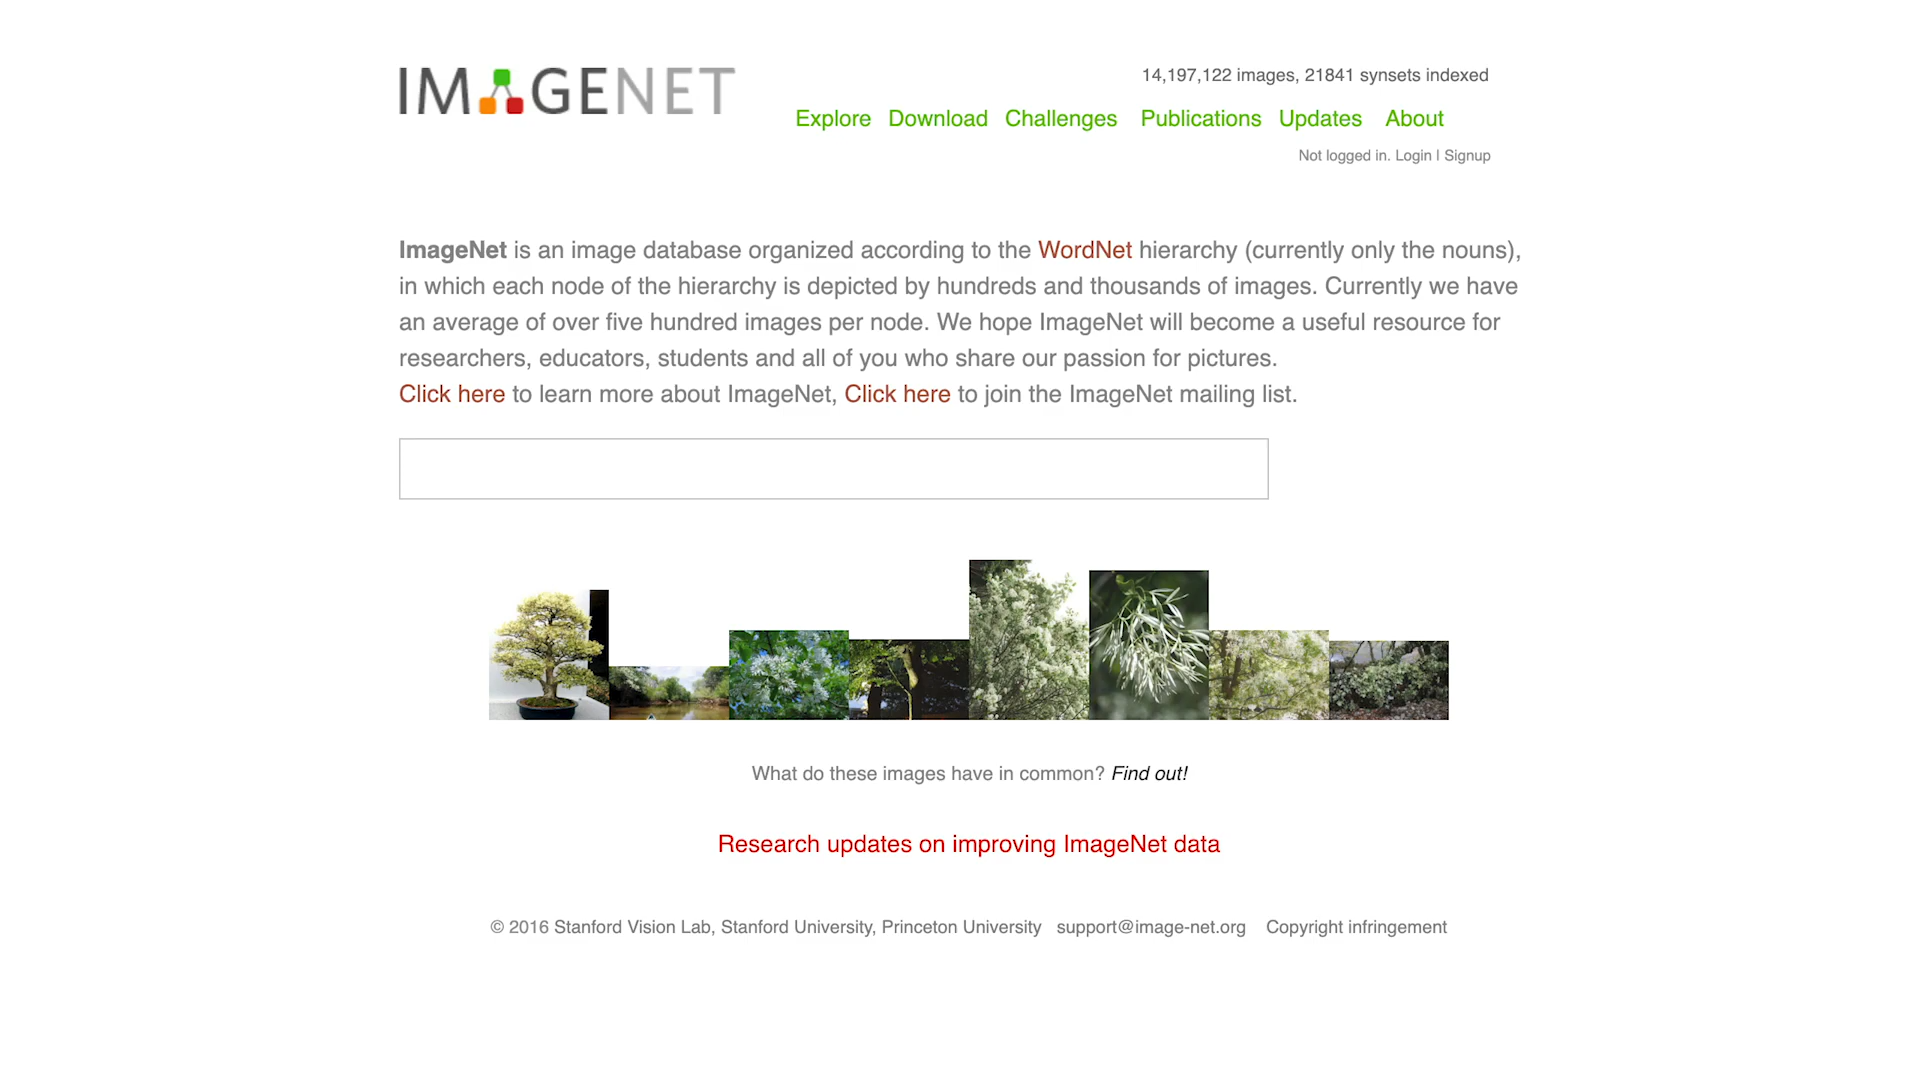 IMAGENET
14,197,122 images, 21841 synsets indexed
Explore Download Challenges Publications Updates About
Not logged in. Login | Signup
ImageNet is an image database organized according to the WordNet hierarchy (currently only the nouns),
in which each node of the hierarchy is depicted by hundreds and thousands of images. Currently we have
an average of over five hundred images per node. We hope ImageNet will become a useful resource for
researchers, educators, students and all of you who share our passion for pictures.
Click here to learn more about ImageNet, Click here to join the ImageNet mailing list.
What do these images have in common? Find out!
Research updates on improving ImageNet data
© 2016 Stanford Vision Lab, Stanford University, Princeton University support@image-net.org Copyright infringement